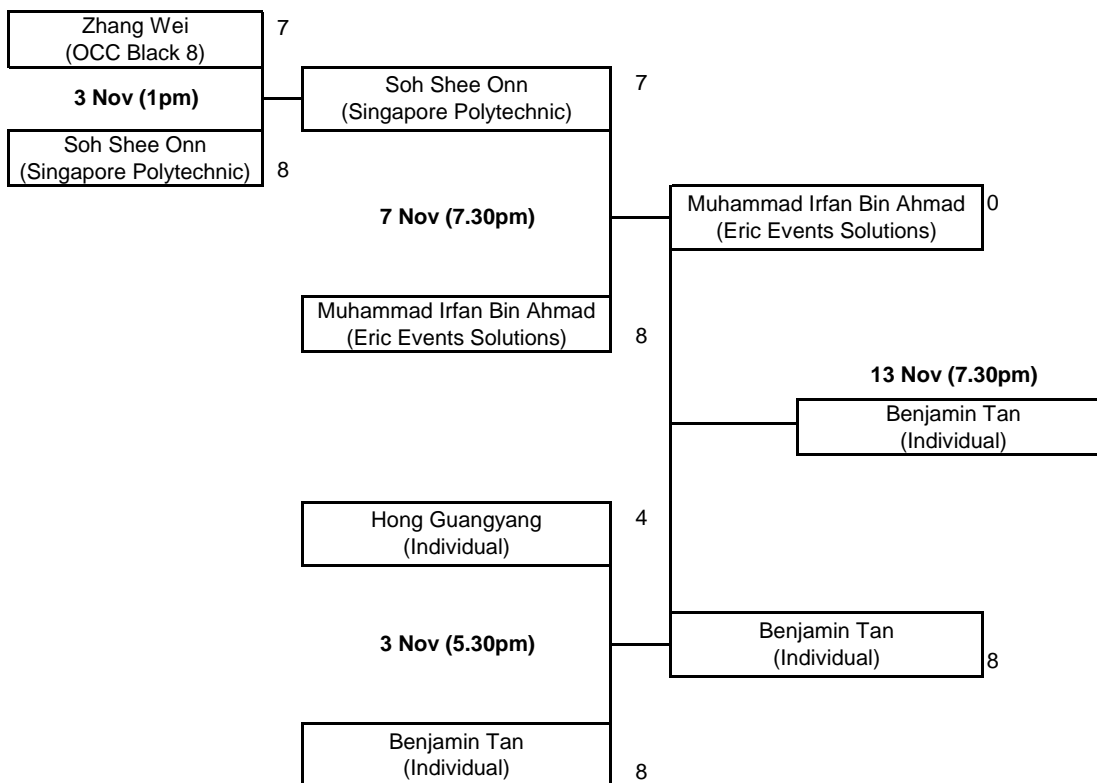 Zhang Wei
(OCC Black 8)
7
3 Nov (1pm)
Soh Shee Onn
(Singapore Polytechnic)
8
Soh Shee Onn
(Singapore Polytechnic)
7
7 Nov (7.30pm)
Muhammad Irfan Bin Ahmad
(Eric Events Solutions)
8
Muhammad Irfan Bin Ahmad
(Eric Events Solutions)
0
13 Nov (7.30pm)
Benjamin Tan
(Individual)
Hong Guangyang
(Individual)
4
3 Nov (5.30pm)
Benjamin Tan
(Individual)
8
Benjamin Tan
(Individual)
8